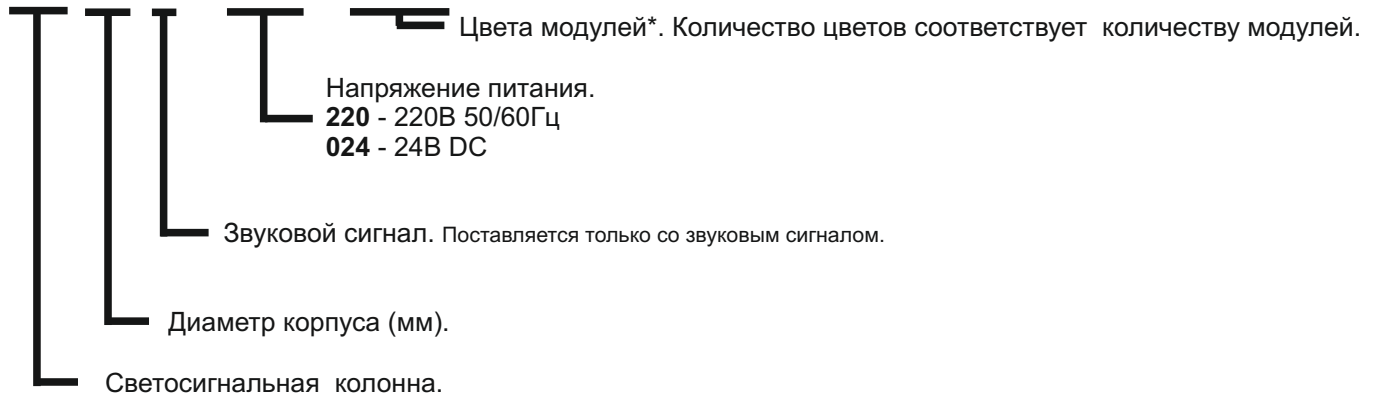 Цвета модулей*. Количество цветов соответствует количеству модулей.
Напряжение питания.
220 - 220В 50/60Гц
024 - 24В DC
Звуковой сигнал. Поставляется только со звуковым сигналом.
Диаметр корпуса (мм).
Светосигнальная колонна.